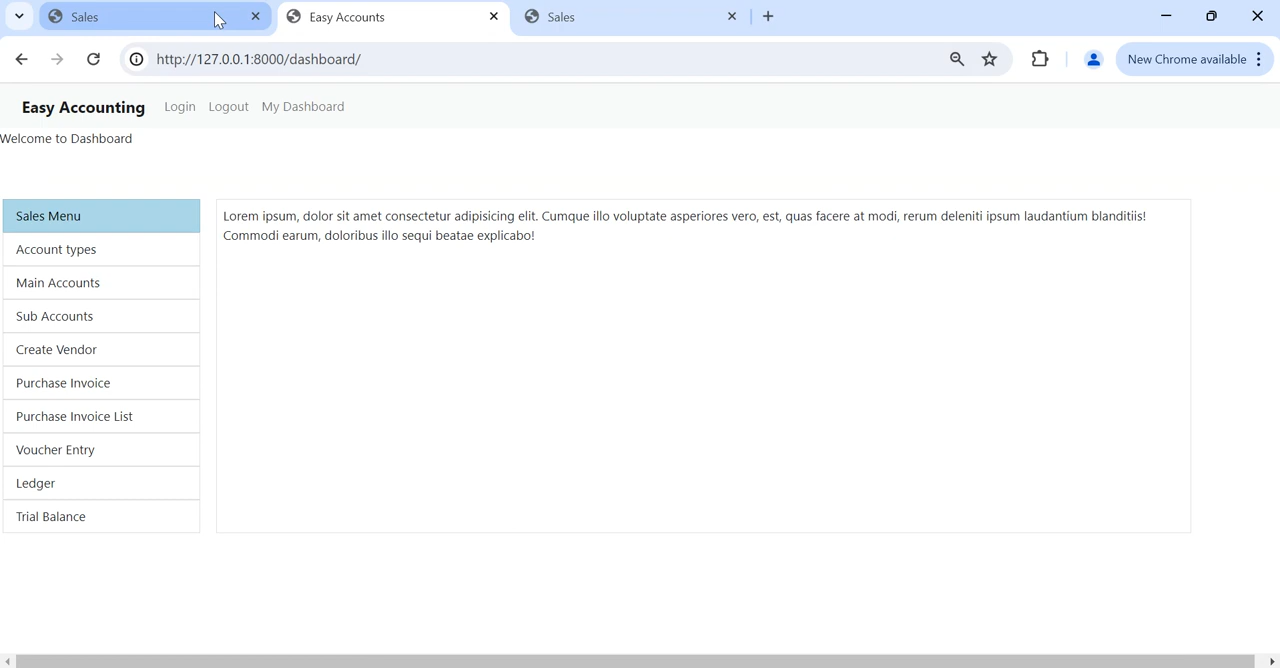 Sales
Easy Accounts
Sales
http://127.0.0.1:8000/dashboard/
New Chrome available
Easy Accounting Login Logout My Dashboard
Welcome to Dashboard
Sales Menu
Account types
Main Accounts
Sub Accounts
Create Vendor
Purchase Invoice
Purchase Invoice List
Voucher Entry
Ledger
Trial Balance
Lorem ipsum, dolor sit amet consectetur adipisicing elit. Cumque illo voluptate asperiores vero, est, quas facere at modi, rerum deleniti ipsum laudantium blanditiis!
Commodi earum, doloribus illo sequi beatae explicabo!